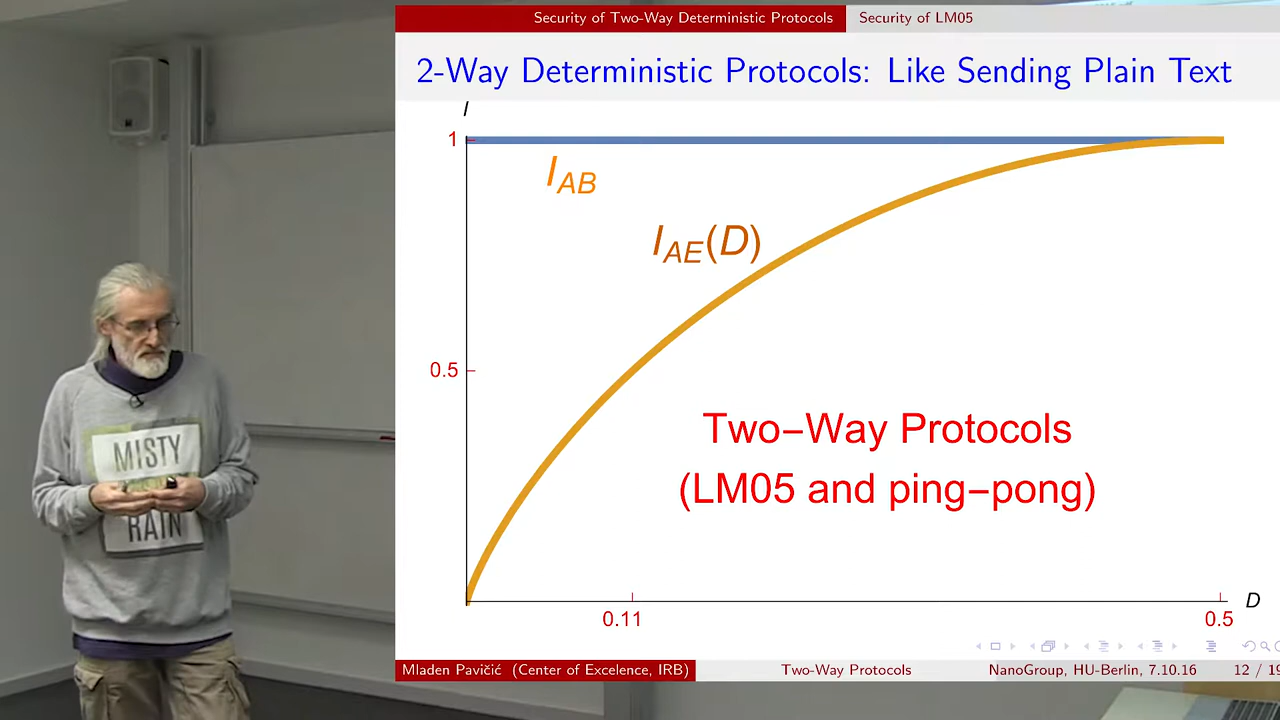 Security of Two-Way Deterministic Protocols Security of LM05
2-Way Deterministic Protocols: Like Sending Plain Text
I
1
I_AB
I_AE(D)
0.5
Two–Way Protocols
(LM05 and ping–pong)
0.11
0.5
D
MISTY
RAIN
Mladen Pavičić (Center of Excelence, IRB) Two-Way Protocols NanoGroup, HU-Berlin, 7.10.16 12 / 19